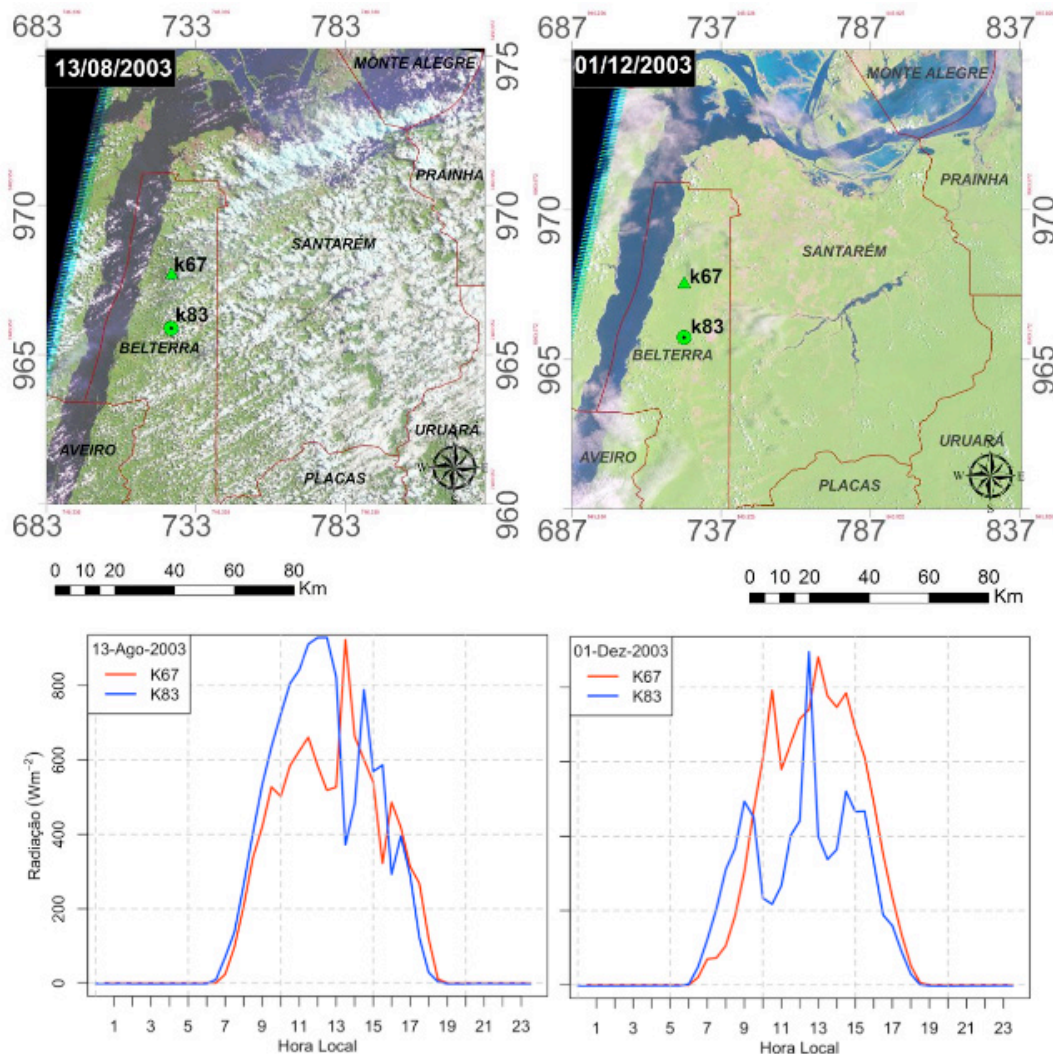 683 733 783
687 737 787 837
13/08/2003
MONTE ALEGRE
PRAINHA
SANTARÉM
k67
k83
BELTERRA
AVEIRO
URUARÁ
PLACAS
W
E
975
970
965
960
683 733 783
01/12/2003
MONTE ALEGRE
PRAINHA
SANTARÉM
k67
k83
BELTERRA
AVEIRO
URUARÁ
PLACAS
W
E
S
970
965
687 737 787 837
0 10 20 40 60 80
Km
0 10 20 40 60 80
Km
13-Ago-2003
K67
K83
Radiação (Wm⁻²)
800
600
400
200
0
1 3 5 7 9 11 13 15 17 19 21 23
Hora Local
01-Dez-2003
K67
K83
1 3 5 7 9 11 13 15 17 19 21 23
Hora Local